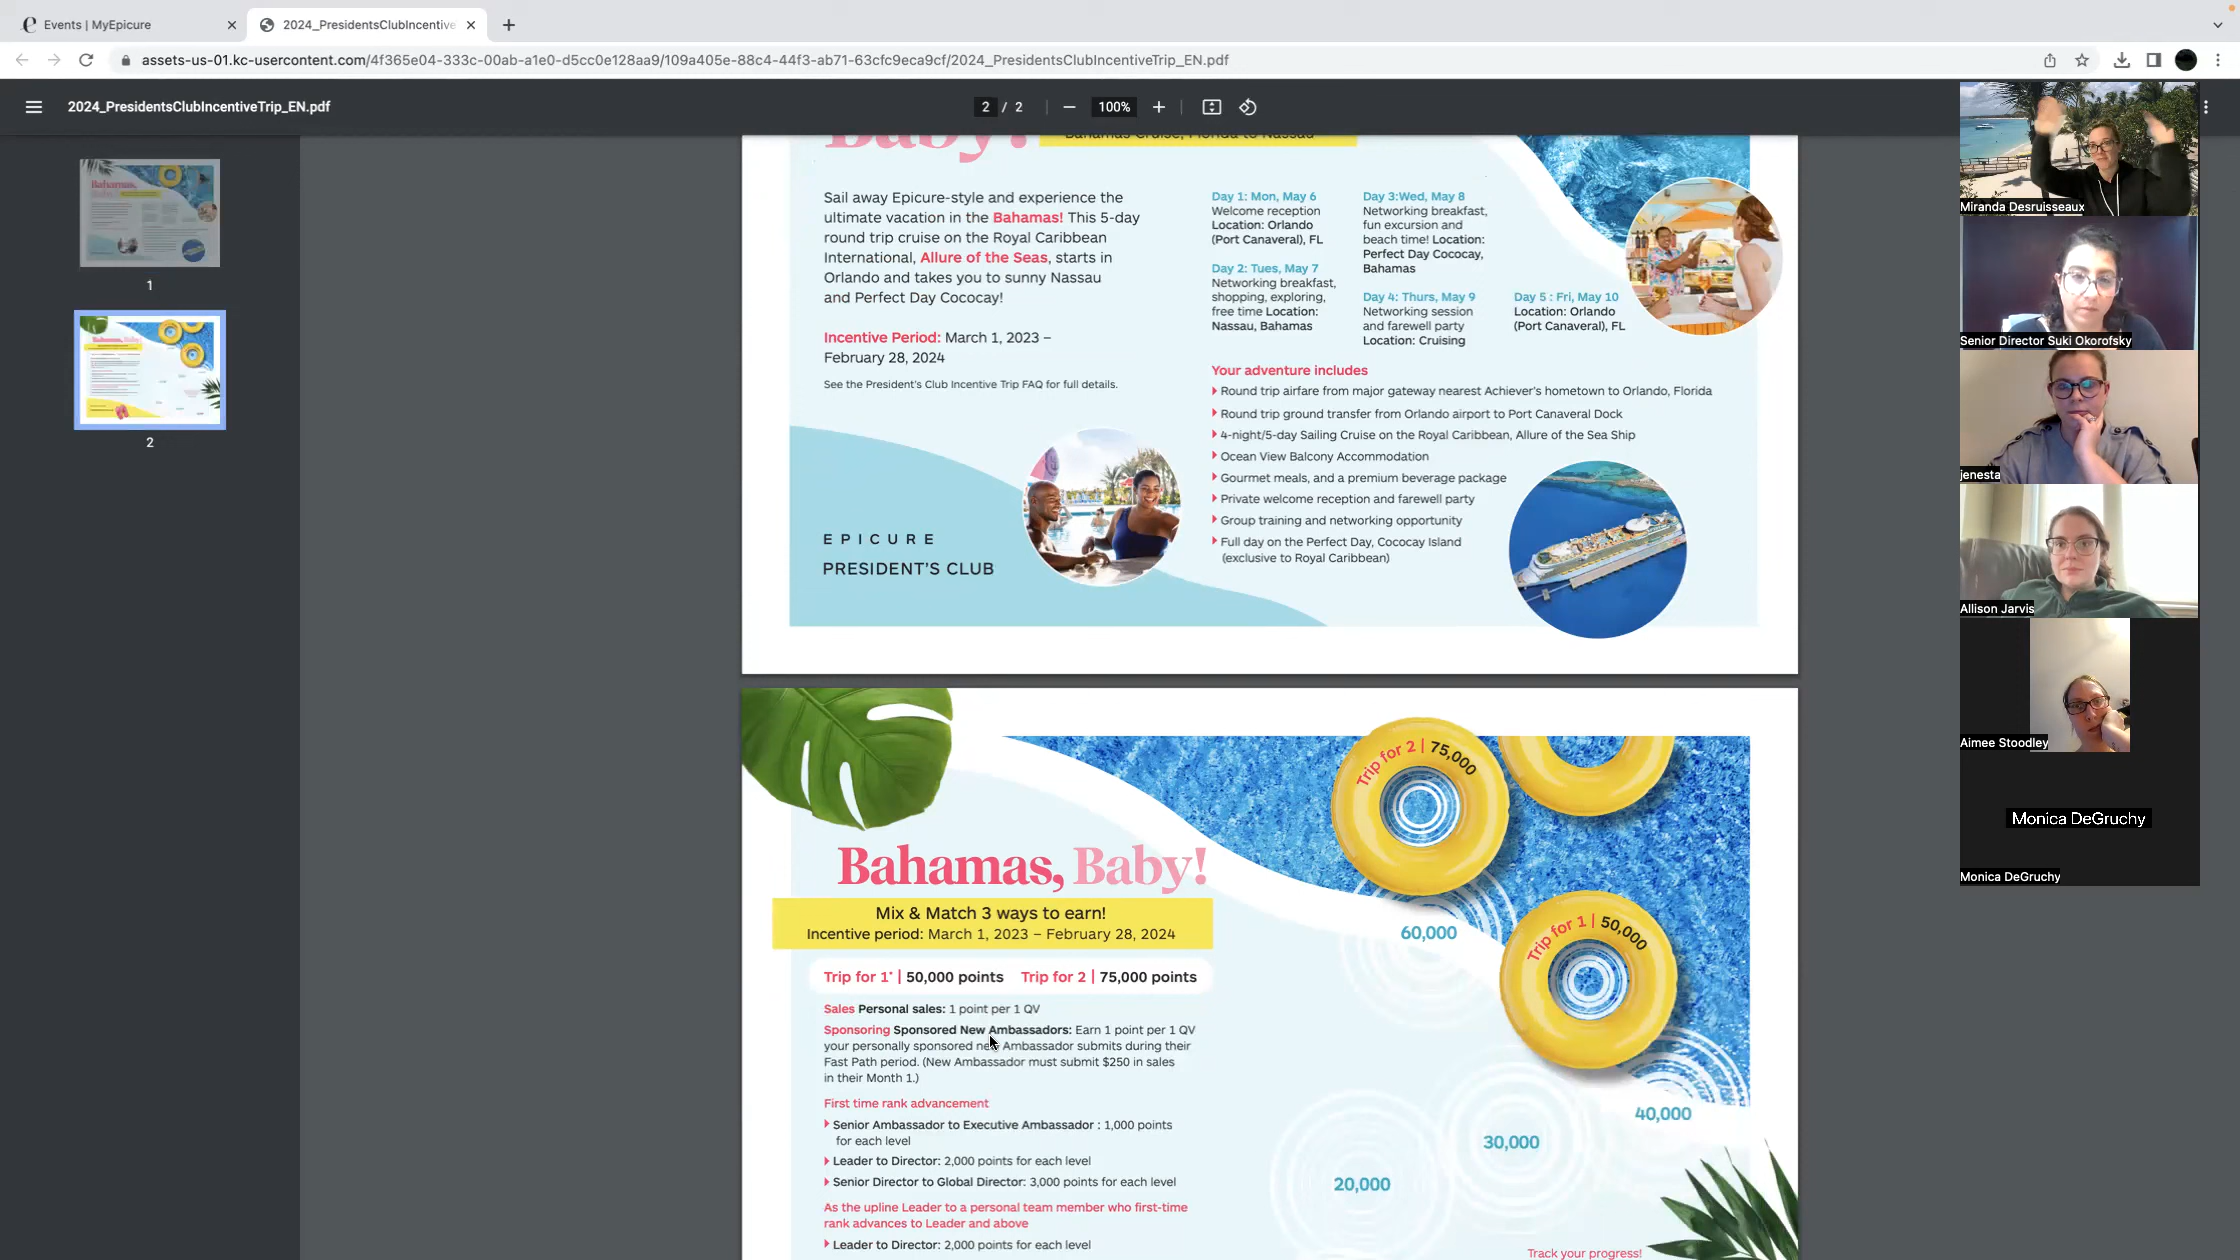 Events | MyEpicure
2024_PresidentsClubIncentive
assets-us-01.kc-usercontent.com/4f365e04-333c-00ab-a1e0-d5cc0e128aa9/109a405e-88c4-44f3-ab71-63cfc9eca9cf/2024_PresidentsClubIncentiveTrip_EN.pdf
2024_PresidentsClubIncentiveTrip_EN.pdf
2 / 2
100%
1
2
Baby!
Bahamas Cruise, Florida to Nassau
Sail away Epicure-style and experience the
ultimate vacation in the Bahamas! This 5-day
round trip cruise on the Royal Caribbean
International, Allure of the Seas, starts in
Orlando and takes you to sunny Nassau
and Perfect Day Cococay!
Incentive Period: March 1, 2023 –
February 28, 2024
See the President's Club Incentive Trip FAQ for full details.
EPICURE
PRESIDENT'S CLUB
Day 1: Mon, May 6
Welcome reception
Location: Orlando
(Port Canaveral), FL
Day 2: Tues, May 7
Networking breakfast,
shopping, exploring,
free time Location:
Nassau, Bahamas
Day 3:Wed, May 8
Networking breakfast,
fun excursion and
beach time! Location:
Perfect Day Cococay,
Bahamas
Day 4: Thurs, May 9
Networking session
and farewell party
Location: Cruising
Day 5 : Fri, May 10
Location: Orlando
(Port Canaveral), FL
Your adventure includes
Round trip airfare from major gateway nearest Achiever's hometown to Orlando, Florida
Round trip ground transfer from Orlando airport to Port Canaveral Dock
4-night/5-day Sailing Cruise on the Royal Caribbean, Allure of the Sea Ship
Ocean View Balcony Accommodation
Gourmet meals, and a premium beverage package
Private welcome reception and farewell party
Group training and networking opportunity
Full day on the Perfect Day, Cococay Island
(exclusive to Royal Caribbean)
Bahamas, Baby!
Mix & Match 3 ways to earn!
Incentive period: March 1, 2023 – February 28, 2024
Trip for 1* | 50,000 points Trip for 2 | 75,000 points
Sales Personal sales: 1 point per 1 QV
Sponsoring Sponsored New Ambassadors: Earn 1 point per 1 QV
your personally sponsored new Ambassador submits during their
Fast Path period. (New Ambassador must submit $250 in sales
in their Month 1.)
First time rank advancement
Senior Ambassador to Executive Ambassador : 1,000 points
for each level
Leader to Director: 2,000 points for each level
Senior Director to Global Director: 3,000 points for each level
As the upline Leader to a personal team member who first-time
rank advances to Leader and above
Leader to Director: 2,000 points for each level
Trip for 2 | 75,000
60,000
Trip for 1 | 50,000
40,000
30,000
20,000
Track your progress!
Miranda Desruisseaux
Senior Director Suki Okorofsky
jenesta
Allison Jarvis
Aimee Stoodley
Monica DeGruchy
Monica DeGruchy